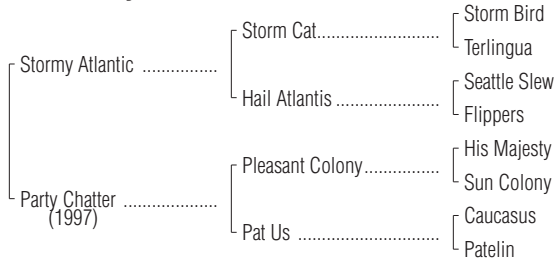 Storm Bird
Storm Cat....................
Terlingua
Stormy Atlantic ................
Seattle Slew
Hail Atlantis .................
Flippers
His Majesty
Pleasant Colony.............
Sun Colony
Party Chatter ....................
(1997)
Caucasus
Pat Us ..........................
Patelin